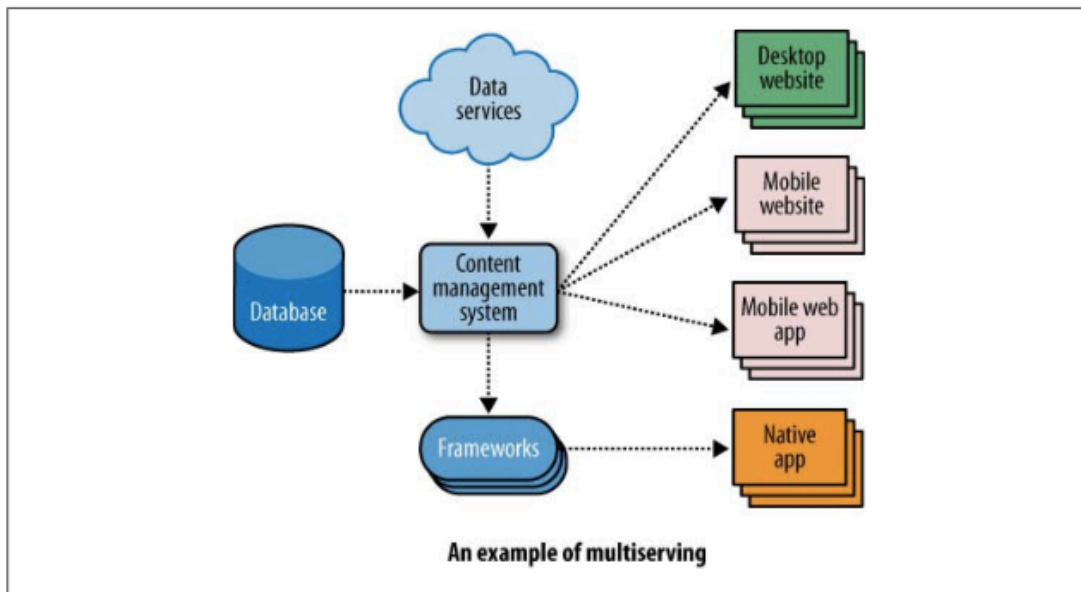 Data
services
Desktop
website
Mobile
website
Database
Content
management
system
Mobile web
app
Frameworks
Native
app
An example of multiserving